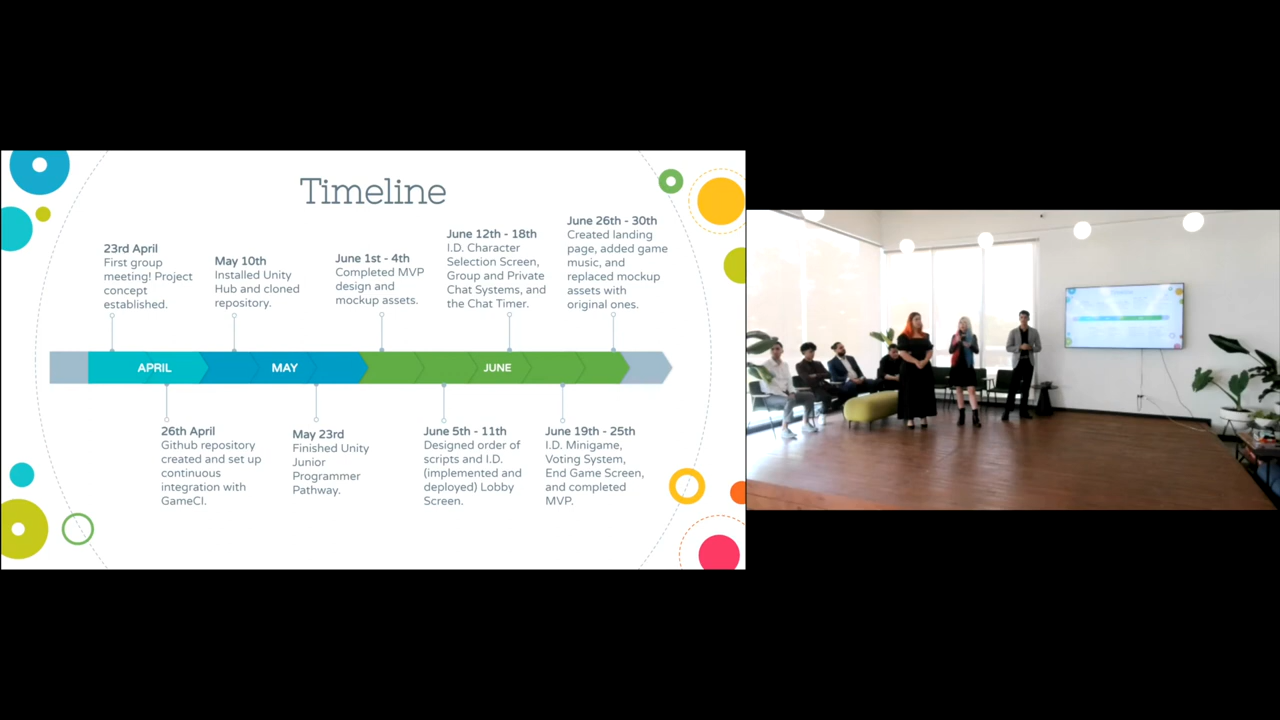 Timeline
23rd April
First group
meeting! Project
concept
established.
May 10th
Installed Unity
Hub and cloned
repository.
June 1st - 4th
Completed MVP
design and
mockup assets.
June 12th - 18th
I.D. Character
Selection Screen,
Group and Private
Chat Systems, and
the Chat Timer.
June 26th - 30th
Created landing
page, added game
music, and
replaced mockup
assets with
original ones.
APRIL
MAY
JUNE
26th April
Github repository
created and set up
continuous
integration with
GameCI.
May 23rd
Finished Unity
Junior
Programmer
Pathway.
June 5th - 11th
Designed order of
scripts and I.D.
(implemented and
deployed) Lobby
Screen.
June 19th - 25th
I.D. Minigame,
Voting System,
End Game Screen,
and completed
MVP.